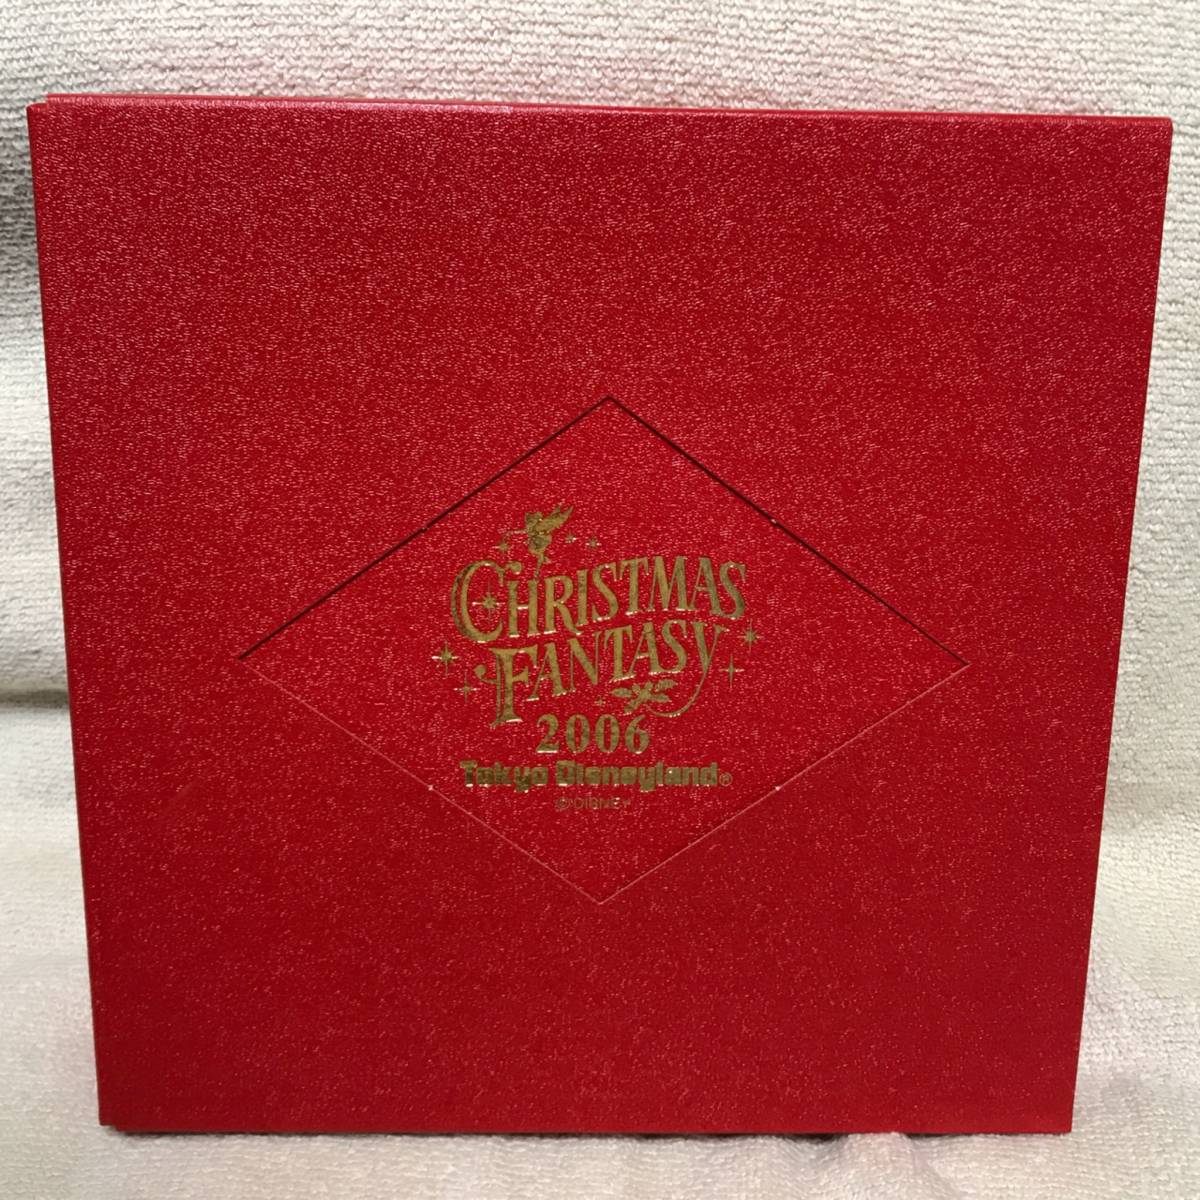 CHRISTMAS
FANTASY
2006
Tokyo Disneyland®
© DISNEY